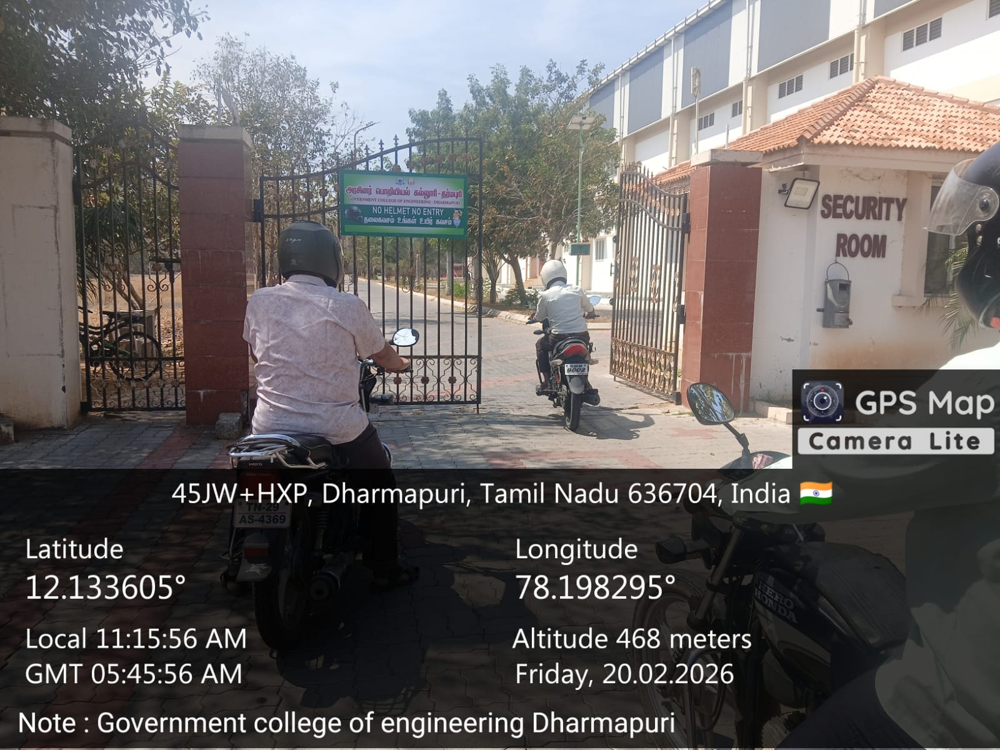 அரசினர் பொறியியல் கல்லூரி - தர்மபுரி
GOVERNMENT COLLEGE OF ENGINEERING - DHARMAPURI
NO HELMET NO ENTRY
தலைகவசம் உங்கள் உயிர் கவசம்
SECURITY
ROOM
Vega
9002
Hero
TN-29
AS-4369
HERO
HONDA
GPS Map
Camera Lite
45JW+HXP, Dharmapuri, Tamil Nadu 636704, India
Latitude
12.133605°
Longitude
78.198295°
Local 11:15:56 AM
GMT 05:45:56 AM
Altitude 468 meters
Friday, 20.02.2026
Note : Government college of engineering Dharmapuri